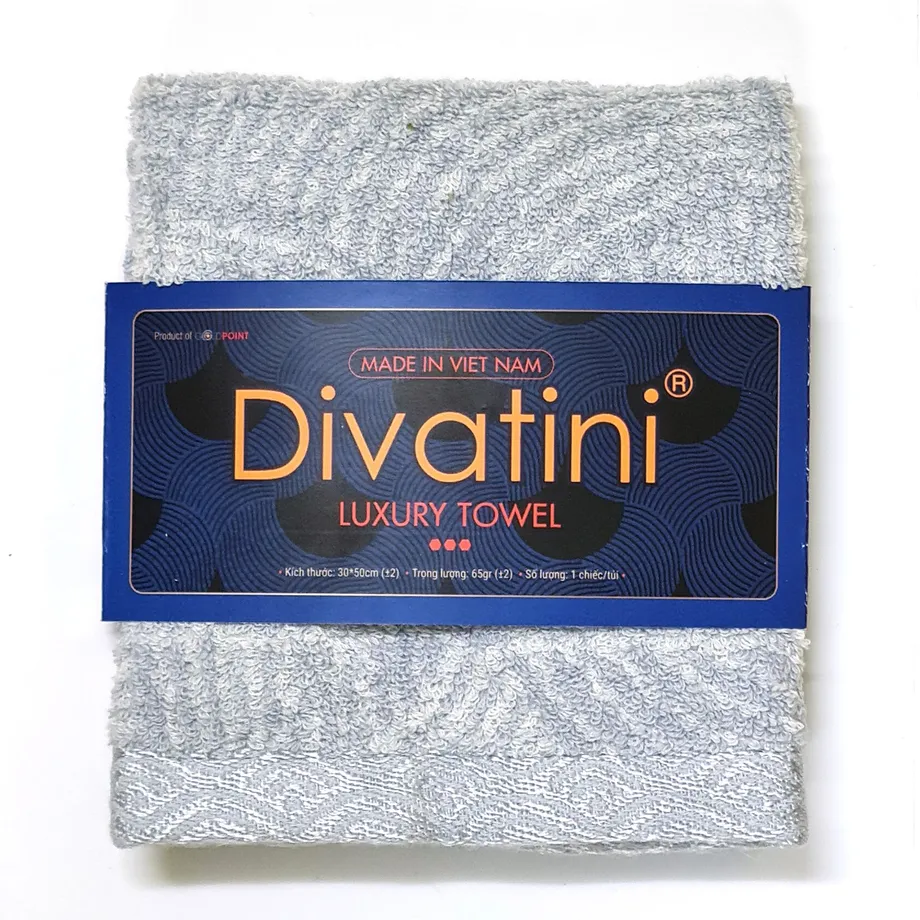 Product of GOLDPOINT
MADE IN VIET NAM
Divatini®
LUXURY TOWEL
• Kích thước: 30*50cm (±2) • Trọng lượng: 65gr (±2) • Số lượng: 1 chiếc/túi •